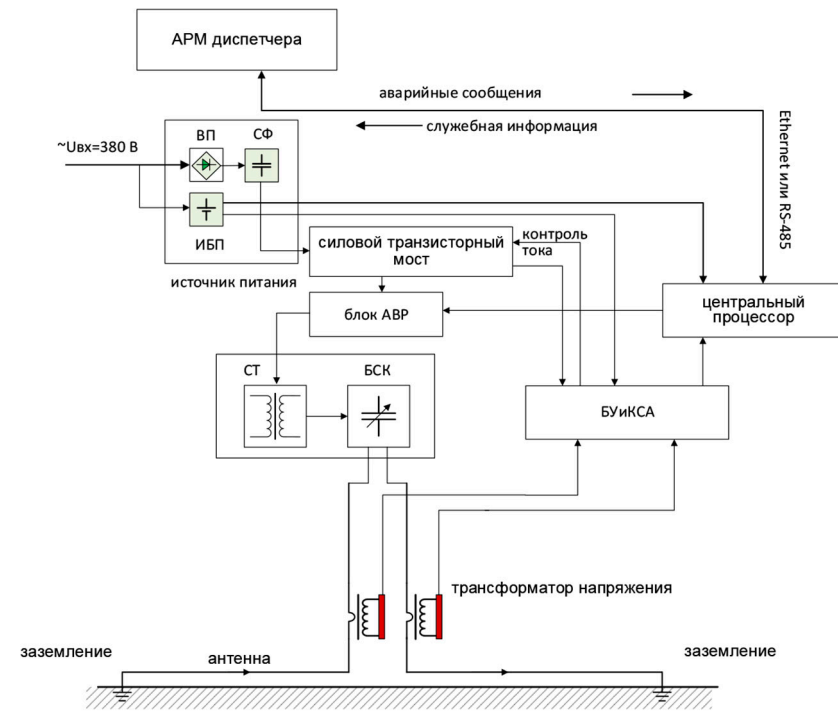 АРМ диспетчера
аварийные сообщения
служебная информация
Ethernet или RS-485
~Uвх=380 В
ВП
СФ
ИБП
источник питания
силовой транзисторный
мост
контроль
тока
блок АВР
центральный
процессор
СТ
БСК
БУиКСА
трансформатор напряжения
заземление
антенна
заземление